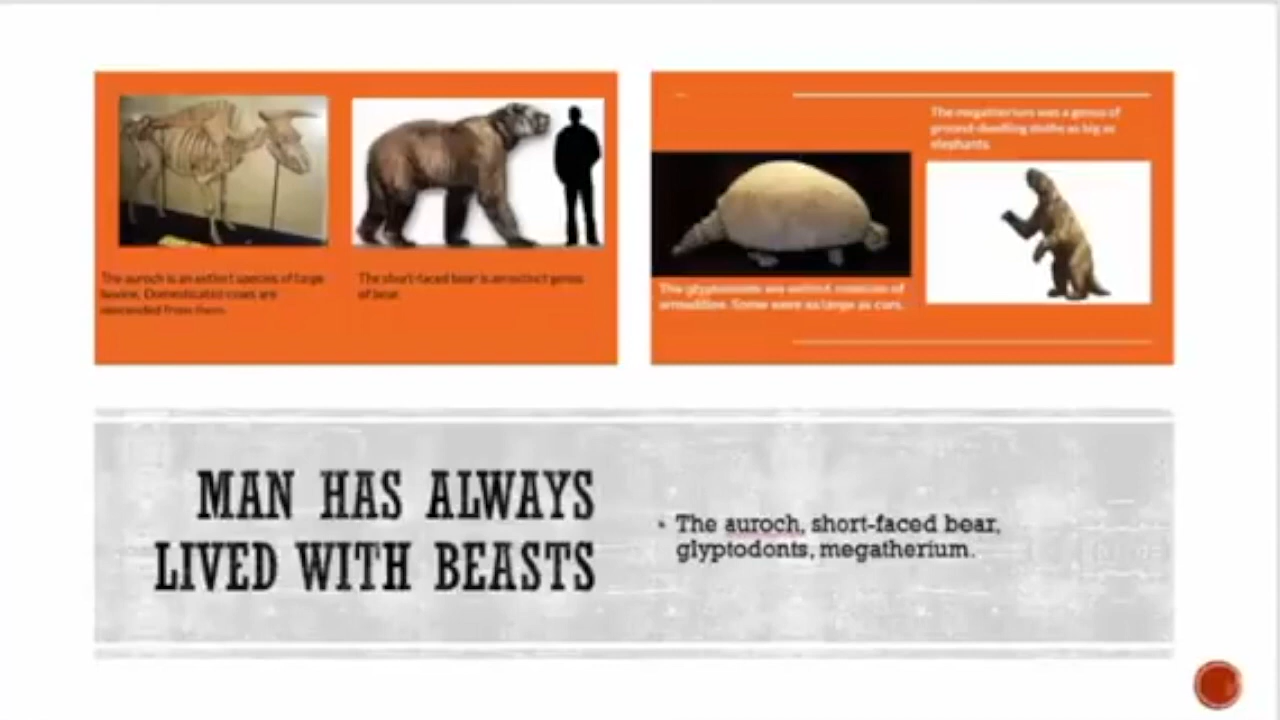 The auroch is an extinct species of large
bovine. Domesticated cows are
descended from them.
The short-faced bear is an extinct genus
of bear.
The megatherium was a genus of
ground-dwelling sloths as big as
elephants.
The glyptodonts are extinct cousins of
armadillos. Some were as large as cars.
MAN HAS ALWAYS
LIVED WITH BEASTS
The auroch, short-faced bear,
glyptodonts, megatherium.